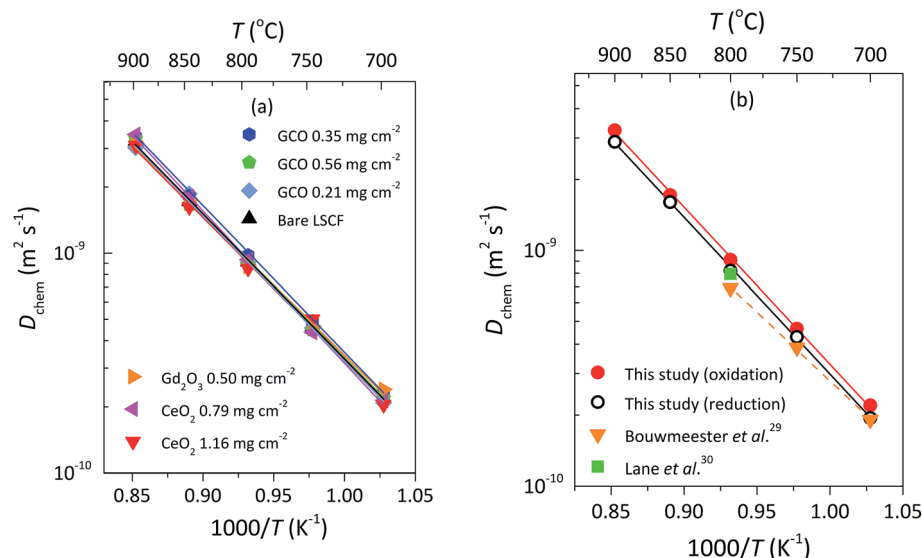 T (°C)
900 850 800 750 700
(a)
GCO 0.35 mg cm⁻²
GCO 0.56 mg cm⁻²
GCO 0.21 mg cm⁻²
Bare LSCF
10⁻⁹
D_chem (m² s⁻¹)
Gd₂O₃ 0.50 mg cm⁻²
CeO₂ 0.79 mg cm⁻²
CeO₂ 1.16 mg cm⁻²
10⁻¹⁰
0.85 0.90 0.95 1.00 1.05
1000/T (K⁻¹)
T (°C)
900 850 800 750 700
(b)
10⁻⁹
D_chem (m² s⁻¹)
This study (oxidation)
This study (reduction)
Bouwmeester et al.²⁹
Lane et al.³⁰
10⁻¹⁰
0.85 0.90 0.95 1.00 1.05
1000/T (K⁻¹)